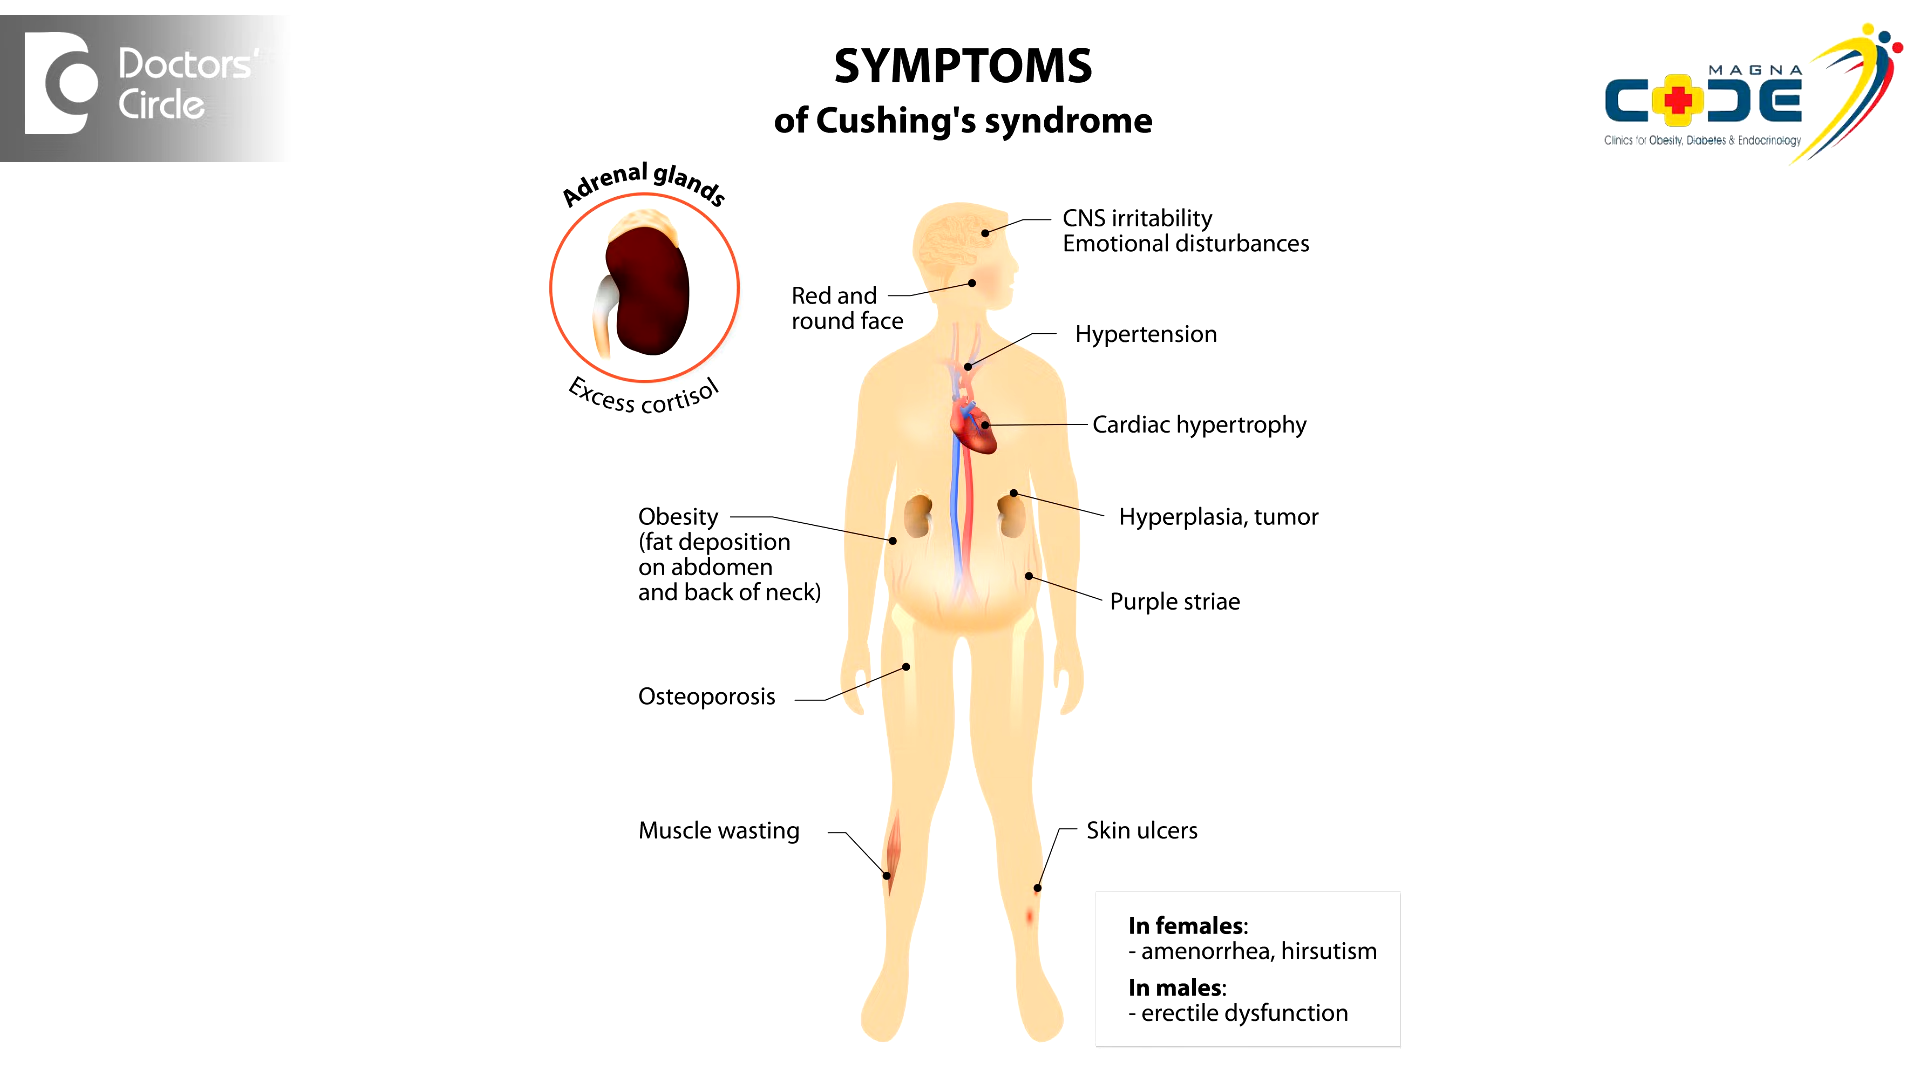 Doctors'
Circle
SYMPTOMS
of Cushing's syndrome
MAGNA
CODE
Clinics for Obesity, Diabetes & Endocrinology
Adrenal glands
Excess cortisol
CNS irritability
Emotional disturbances
Red and
round face
Hypertension
Cardiac hypertrophy
Obesity
(fat deposition
on abdomen
and back of neck)
Hyperplasia, tumor
Purple striae
Osteoporosis
Muscle wasting
Skin ulcers
In females:
- amenorrhea, hirsutism
In males:
- erectile dysfunction